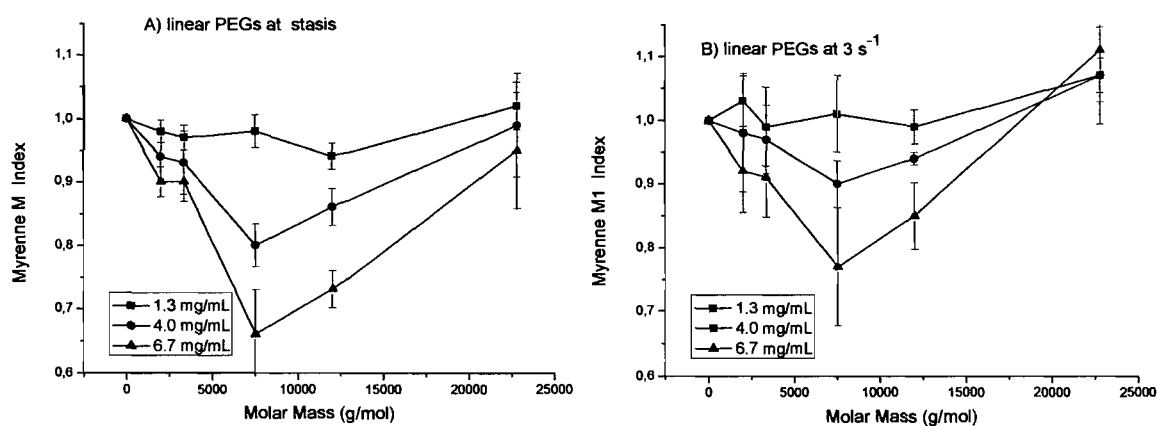 A) linear PEGs at stasis
1,1
1,0
0,9
0,8
0,7
0,6
Myrenne M Index
1.3 mg/mL
4.0 mg/mL
6.7 mg/mL
0
5000
10000
15000
20000
25000
Molar Mass (g/mol)
B) linear PEGs at 3 s⁻¹
1,1
1,0
0,9
0,8
0,7
0,6
Myrenne M1 Index
1.3 mg/mL
4.0 mg/mL
6.7 mg/mL
0
5000
10000
15000
20000
25000
Molar Mass (g/mol)